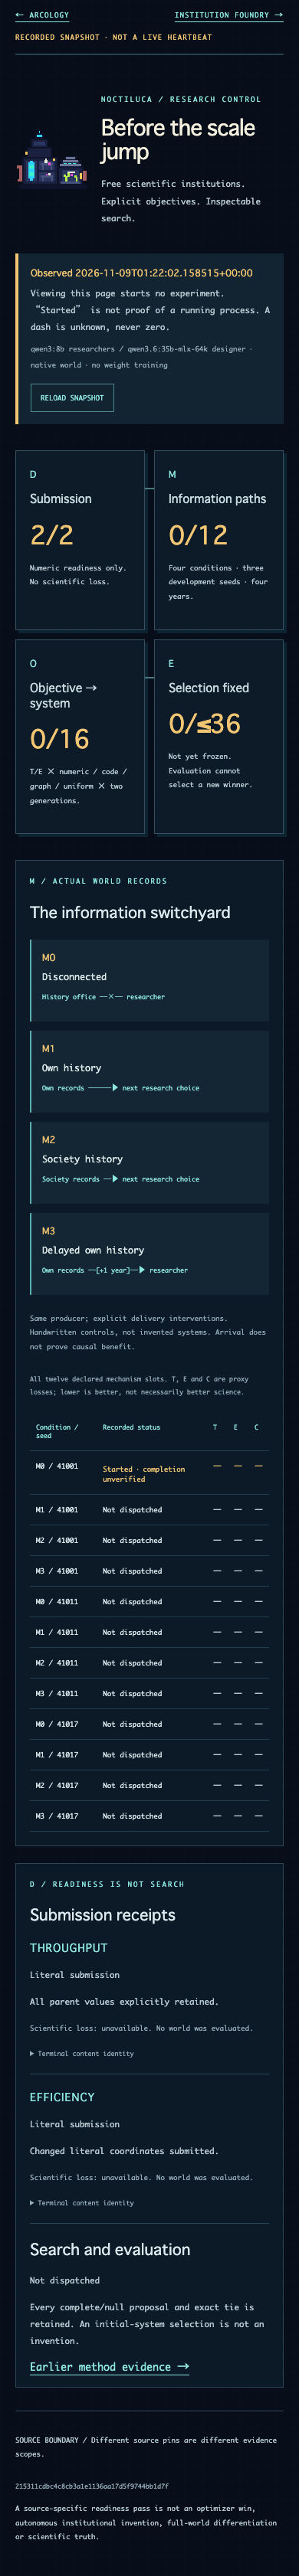 ← ARCOLOGY
INSTITUTION FOUNDRY →
RECORDED SNAPSHOT · NOT A LIVE HEARTBEAT
NOCTILUCA / RESEARCH CONTROL
Before the scale
jump
Free scientific institutions.
Explicit objectives. Inspectable
search.
Observed 2026-11-09T01:22:02.158515+00:00
Viewing this page starts no experiment.
“Started” is not proof of a running process. A
dash is unknown, never zero.
qwen3:8b researchers / qwen3.6:35b-mlx-64k designer ·
native world · no weight training
RELOAD SNAPSHOT
D
Submission
2/2
Numeric readiness only.
No scientific loss.
M
Information paths
0/12
Four conditions · three
development seeds · four
years.
O
Objective →
system
0/16
T/E × numeric / code /
graph / uniform × two
generations.
E
Selection fixed
0/≤36
Not yet frozen.
Evaluation cannot
select a new winner.
M / ACTUAL WORLD RECORDS
The information switchyard
M0
Disconnected
History office —×— researcher
M1
Own history
Own records ———▶ next research choice
M2
Society history
Society records —▶ next research choice
M3
Delayed own history
Own records —[+1 year]—▶ researcher
Same producer; explicit delivery interventions.
Handwritten controls, not invented systems. Arrival does
not prove causal benefit.
All twelve declared mechanism slots. T, E and C are proxy
losses; lower is better, not necessarily better science.
Condition / seed Recorded status T E C
M0 / 41001 Started · completion unverified — — —
M1 / 41001 Not dispatched — — —
M2 / 41001 Not dispatched — — —
M3 / 41001 Not dispatched — — —
M0 / 41011 Not dispatched — — —
M1 / 41011 Not dispatched — — —
M2 / 41011 Not dispatched — — —
M3 / 41011 Not dispatched — — —
M0 / 41017 Not dispatched — — —
M1 / 41017 Not dispatched — — —
M2 / 41017 Not dispatched — — —
M3 / 41017 Not dispatched — — —
D / READINESS IS NOT SEARCH
Submission receipts
THROUGHPUT
Literal submission
All parent values explicitly retained.
Scientific loss: unavailable. No world was evaluated.
▶ Terminal content identity
EFFICIENCY
Literal submission
Changed literal coordinates submitted.
Scientific loss: unavailable. No world was evaluated.
▶ Terminal content identity
Search and evaluation
Not dispatched
Every complete/null proposal and exact tie is
retained. An initial-system selection is not an
invention.
Earlier method evidence →
SOURCE BOUNDARY / Different source pins are different evidence
scopes.
215311cdbc4c8cb3a1e1136aa17d5f9744bb1d7f
A source-specific readiness pass is not an optimizer win,
autonomous institutional invention, full-world differentiation
or scientific truth.